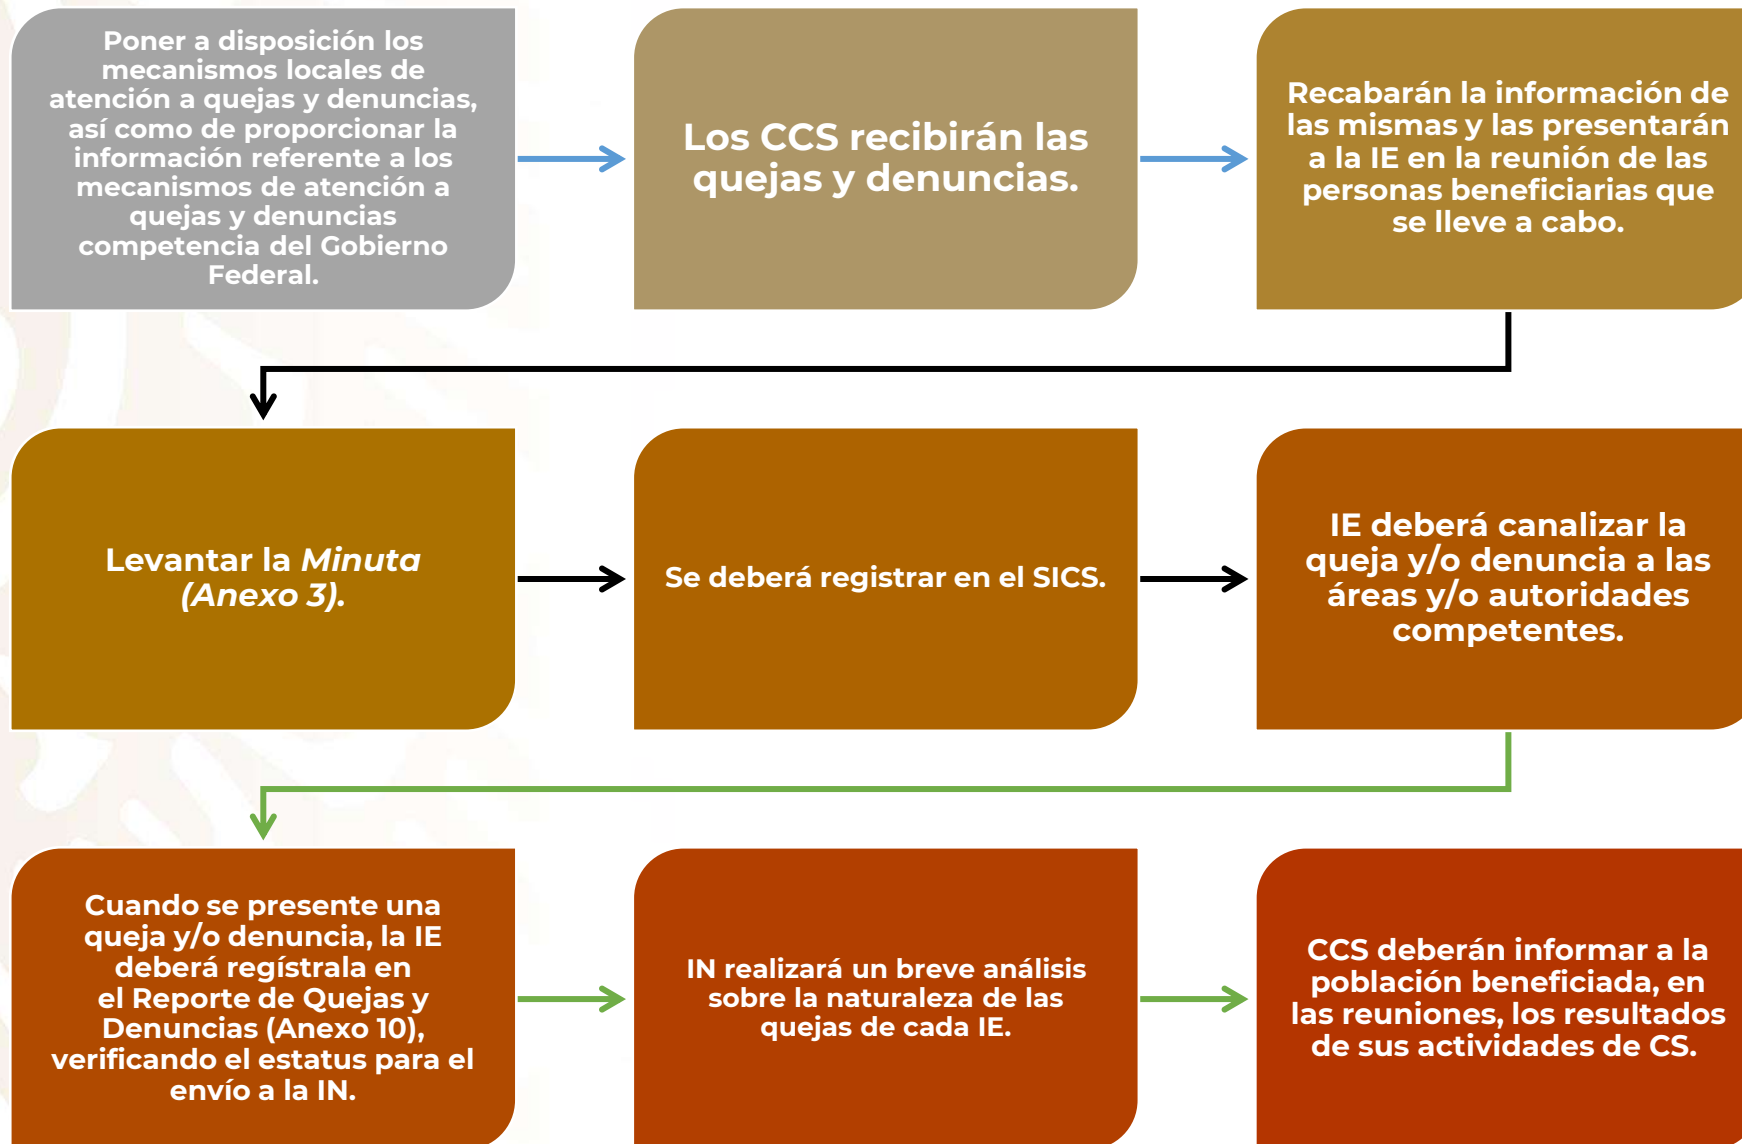 Poner a disposición los
mecanismos locales de
atención a quejas y denuncias,
así como de proporcionar la
información referente a los
mecanismos de atención a
quejas y denuncias
competencia del Gobierno
Federal.
Los CCS recibirán las
quejas y denuncias.
Recabarán la información de
las mismas y las presentarán
a la IE en la reunión de las
personas beneficiarias que
se lleve a cabo.
Levantar la Minuta
(Anexo 3).
Se deberá registrar en el SICS.
IE deberá canalizar la
queja y/o denuncia a las
áreas y/o autoridades
competentes.
Cuando se presente una
queja y/o denuncia, la IE
deberá regístrala en
el Reporte de Quejas y
Denuncias (Anexo 10),
verificando el estatus para el
envío a la IN.
IN realizará un breve análisis
sobre la naturaleza de las
quejas de cada IE.
CCS deberán informar a la
población beneficiada, en
las reuniones, los resultados
de sus actividades de CS.